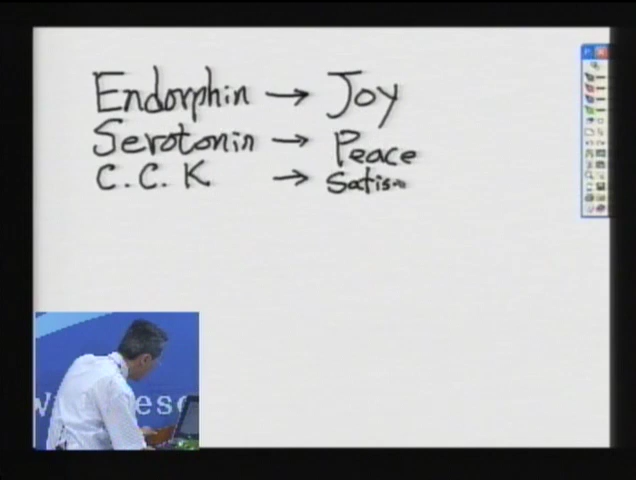 Endorphin → Joy
Serotonin → Peace
C.C.K → Satis